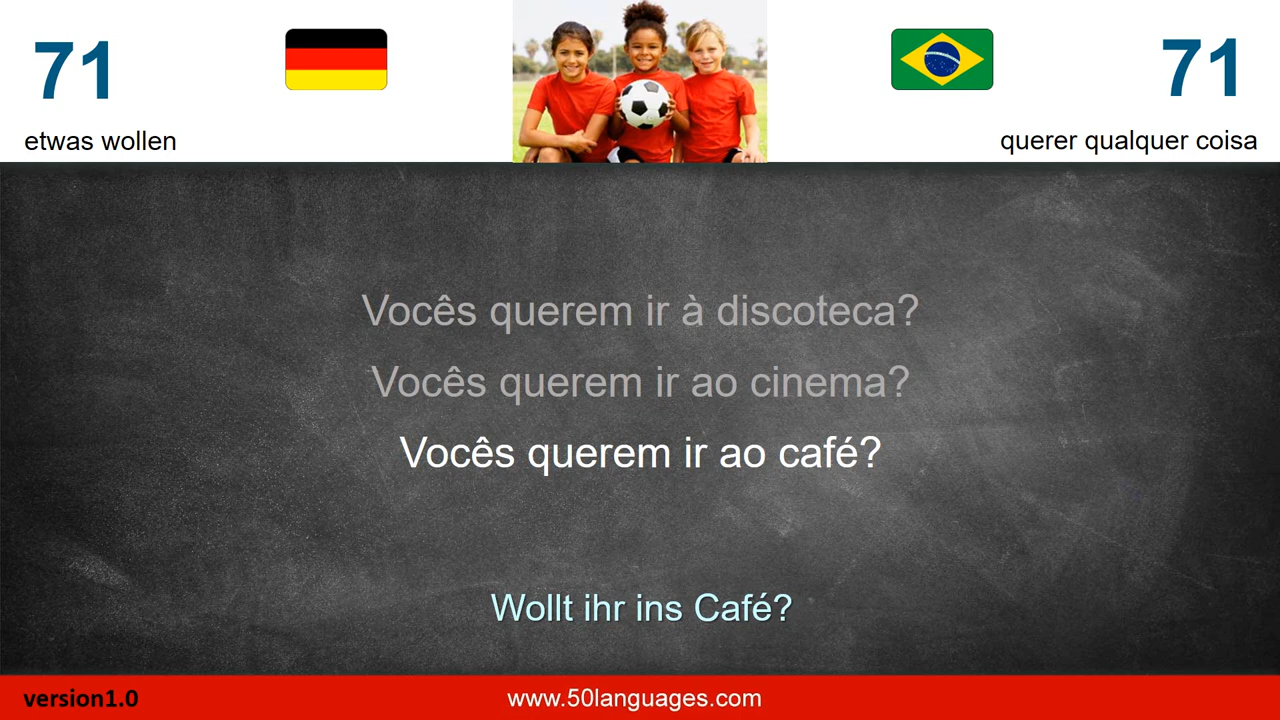 71
71
etwas wollen
querer qualquer coisa
Vocês querem ir à discoteca?
Vocês querem ir ao cinema?
Vocês querem ir ao café?
Wollt ihr ins Café?
version1.0
www.50languages.com